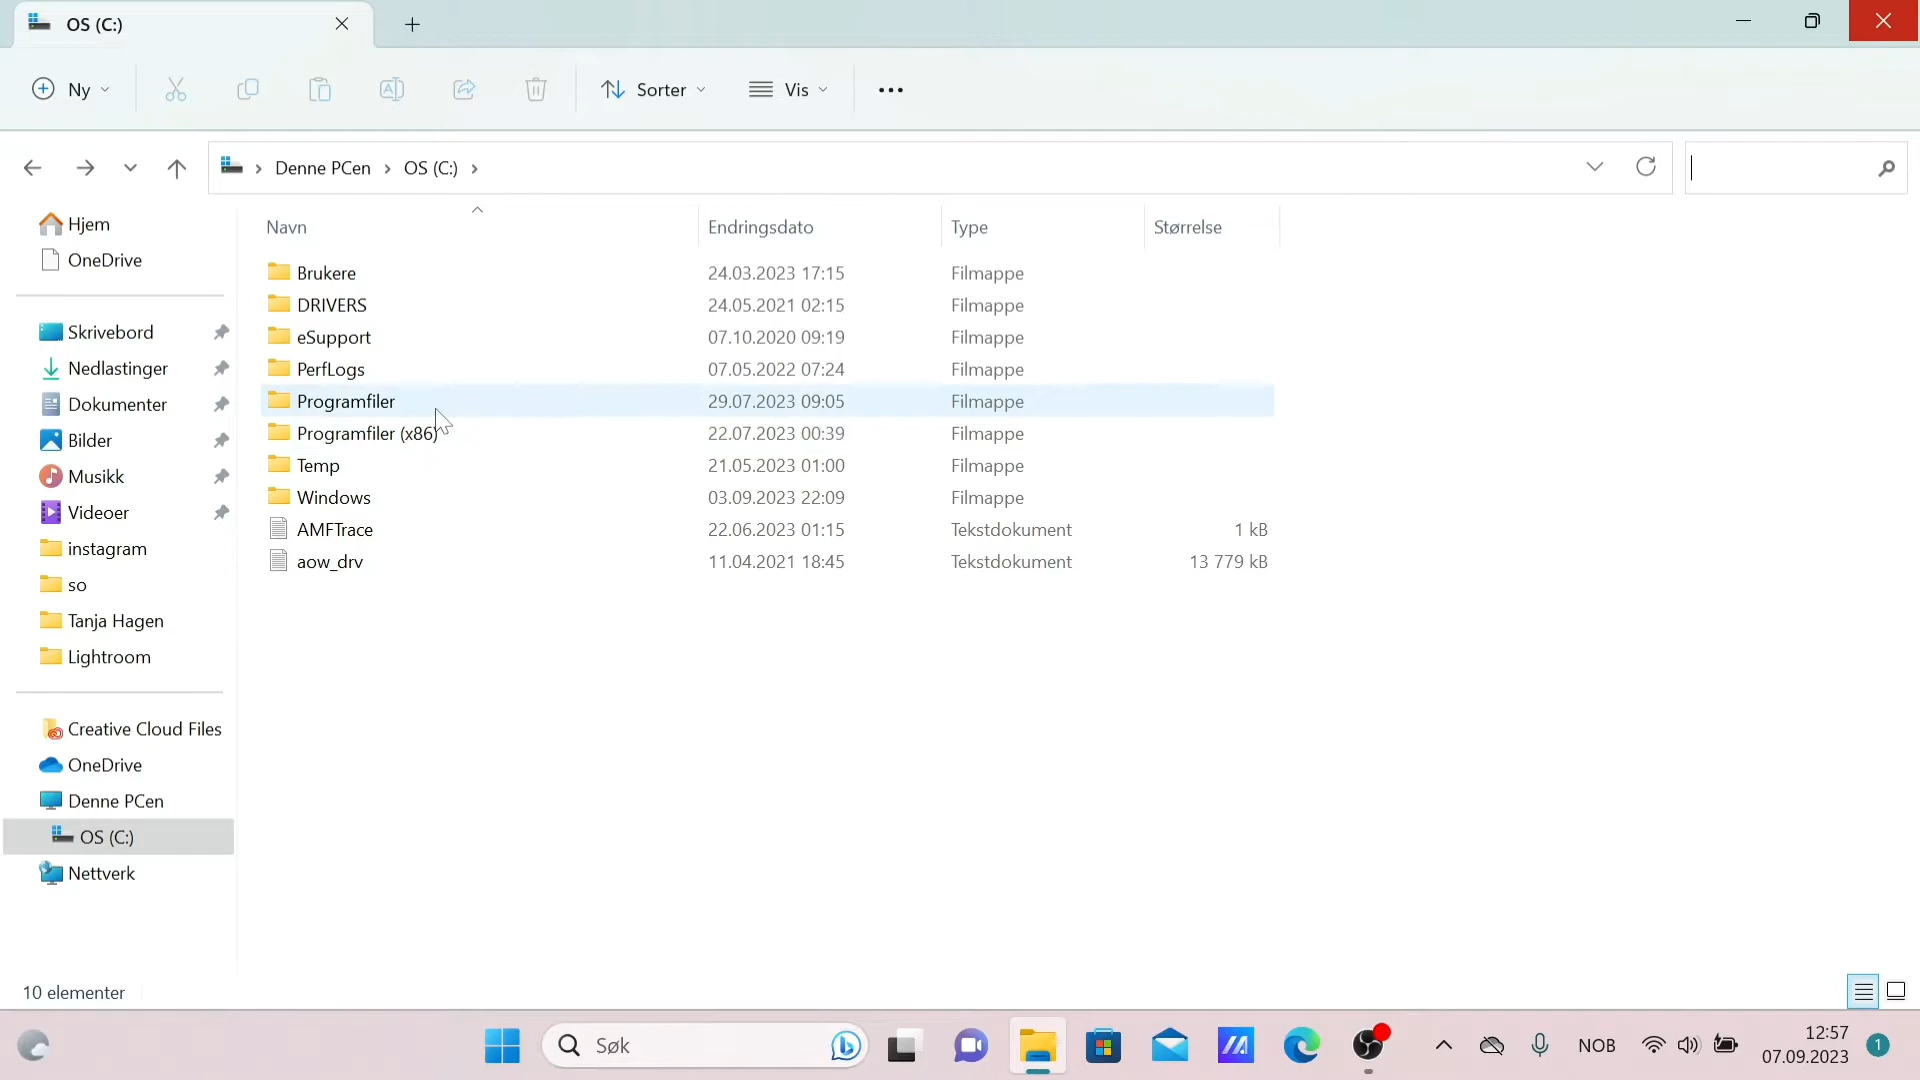 OS (C:)
Ny
Sorter
Vis
Denne PCen
OS (C:)
Navn
Endringsdato
Type
Størrelse
Hjem
OneDrive
Skrivebord
Nedlastinger
Dokumenter
Bilder
Musikk
Videoer
instagram
so
Tanja Hagen
Lightroom
Creative Cloud Files
OneDrive
Denne PCen
OS (C:)
Nettverk
Brukere 24.03.2023 17:15 Filmappe
DRIVERS 24.05.2021 02:15 Filmappe
eSupport 07.10.2020 09:19 Filmappe
PerfLogs 07.05.2022 07:24 Filmappe
Programfiler 29.07.2023 09:05 Filmappe
Programfiler (x86) 22.07.2023 00:39 Filmappe
Temp 21.05.2023 01:00 Filmappe
Windows 03.09.2023 22:09 Filmappe
AMFTrace 22.06.2023 01:15 Tekstdokument 1 kB
aow_drv 11.04.2021 18:45 Tekstdokument 13 779 kB
10 elementer
Søk
NOB
12:57
07.09.2023
1